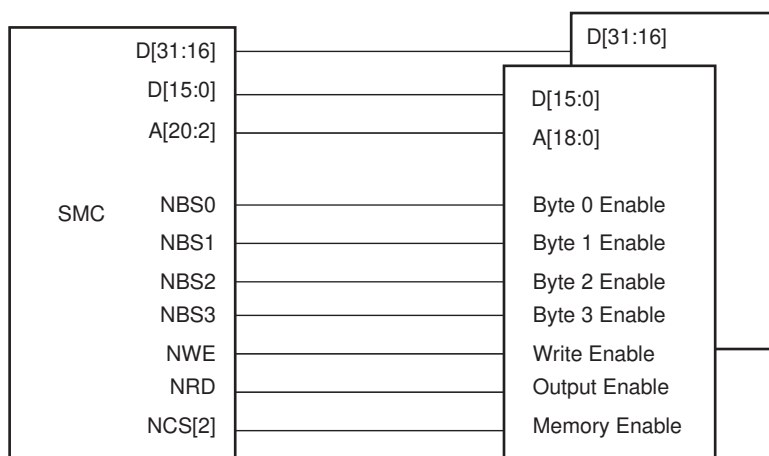 D[31:16] D[31:16]
D[15:0] D[15:0]
A[20:2] A[18:0]
SMC
NBS0 Byte 0 Enable
NBS1 Byte 1 Enable
NBS2 Byte 2 Enable
NBS3 Byte 3 Enable
NWE Write Enable
NRD Output Enable
NCS[2] Memory Enable